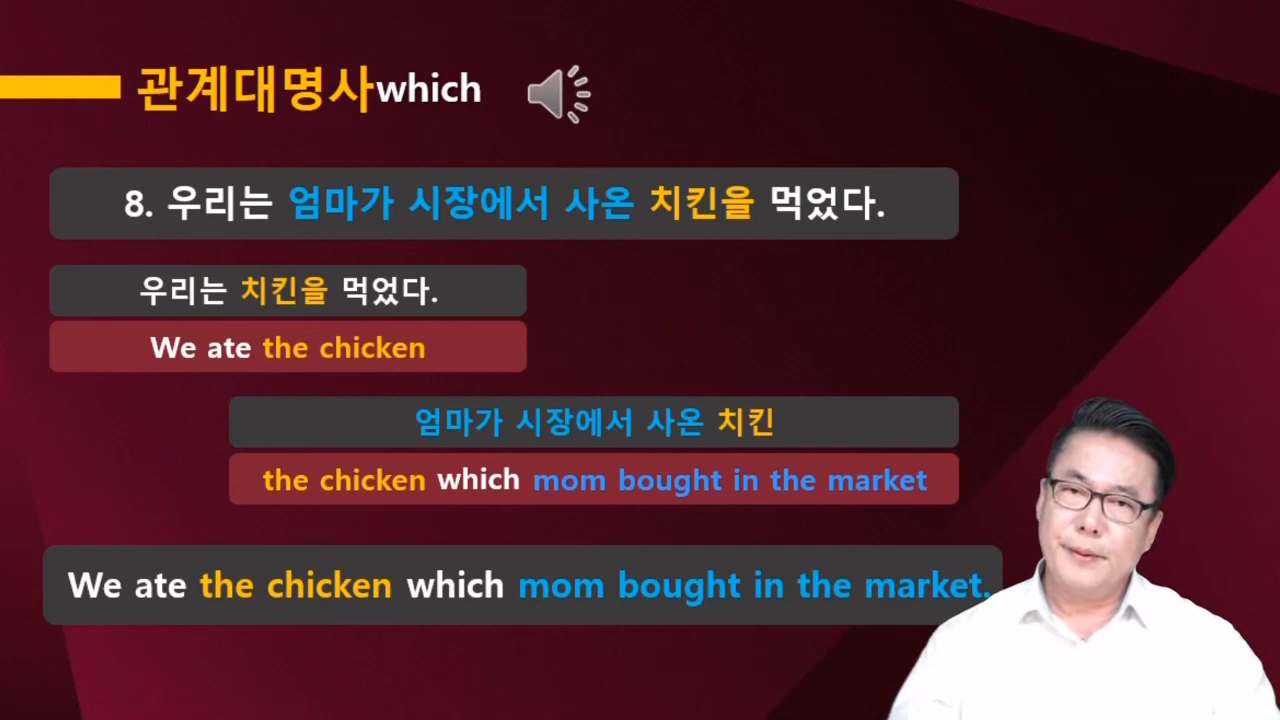 관계대명사which
8. 우리는 엄마가 시장에서 사온 치킨을 먹었다.
우리는 치킨을 먹었다.
We ate the chicken
엄마가 시장에서 사온 치킨
the chicken which mom bought in the market
We ate the chicken which mom bought in the market.